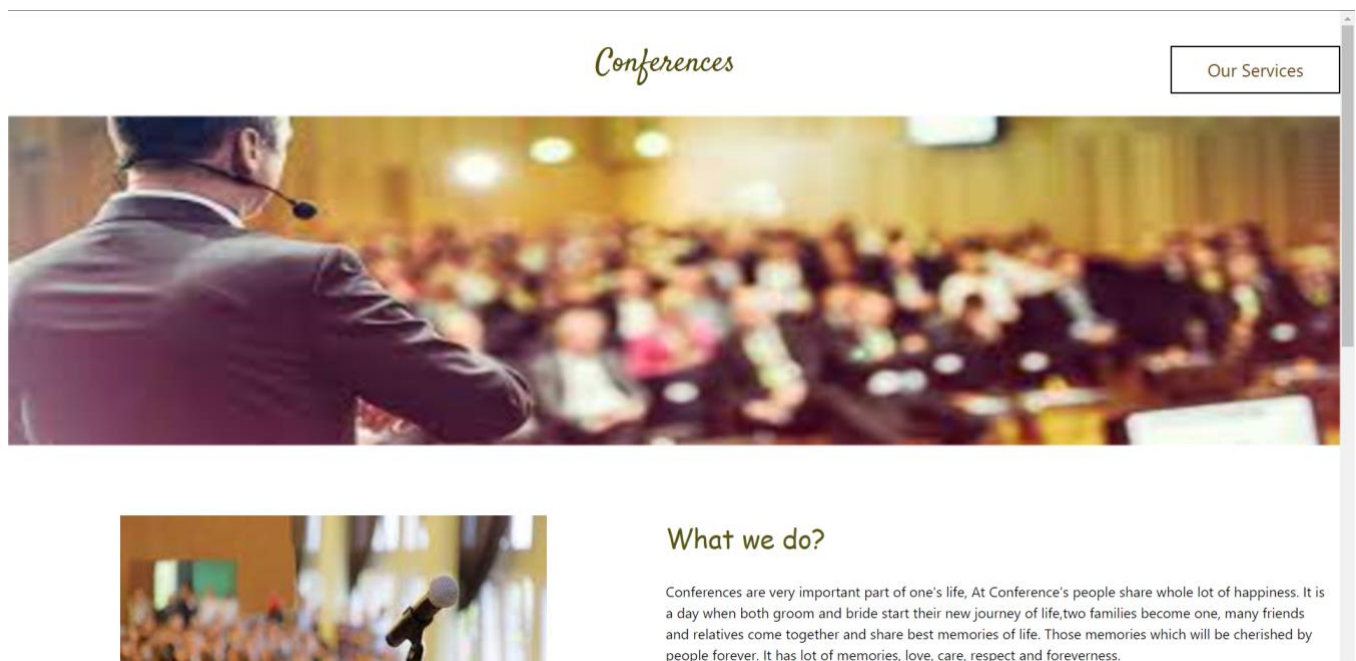 Conferences
Our Services
What we do?
Conferences are very important part of one's life, At Conference's people share whole lot of happiness. It is
a day when both groom and bride start their new journey of life,two families become one, many friends
and relatives come together and share best memories of life. Those memories which will be cherished by
people forever. It has lot of memories, love, care, respect and foreverness.